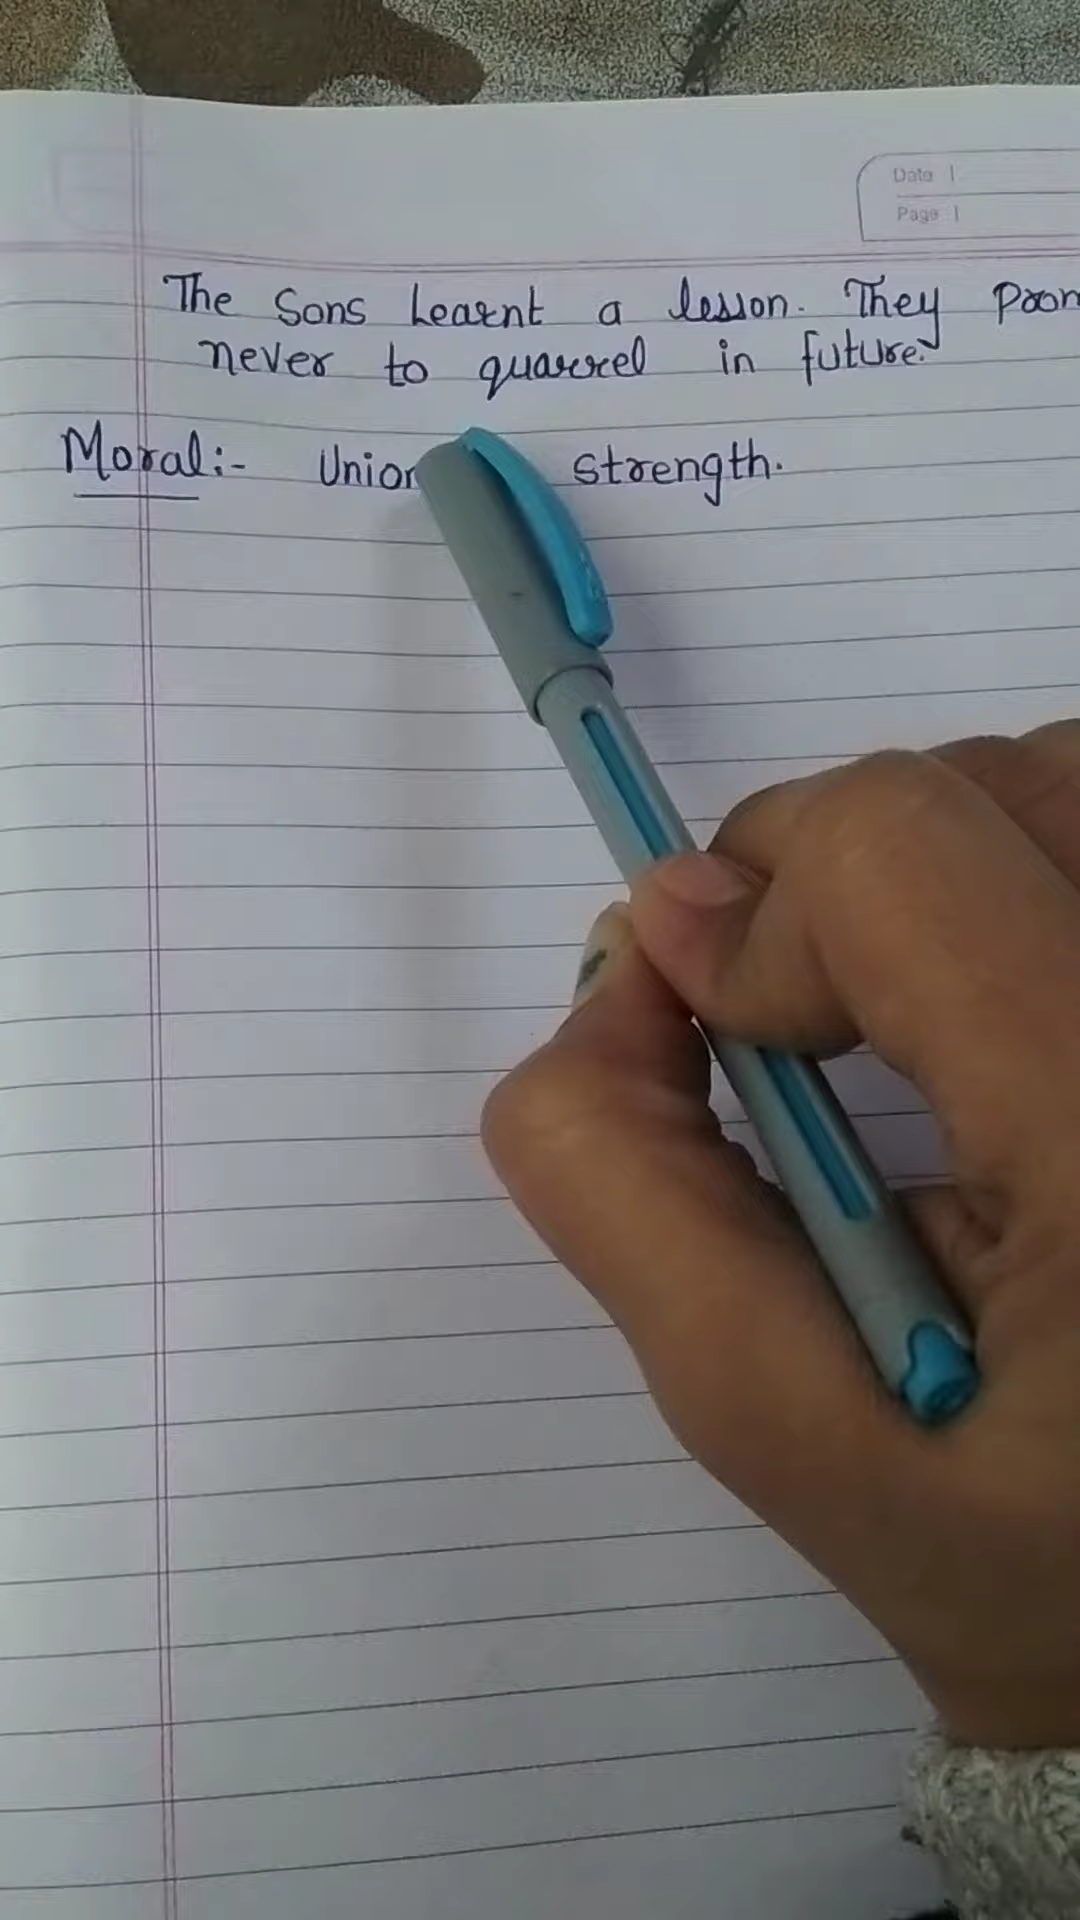 Date
Page
The Sons Learnt a lesson. They
never to quarrel in future.
Moral:- Union strength.